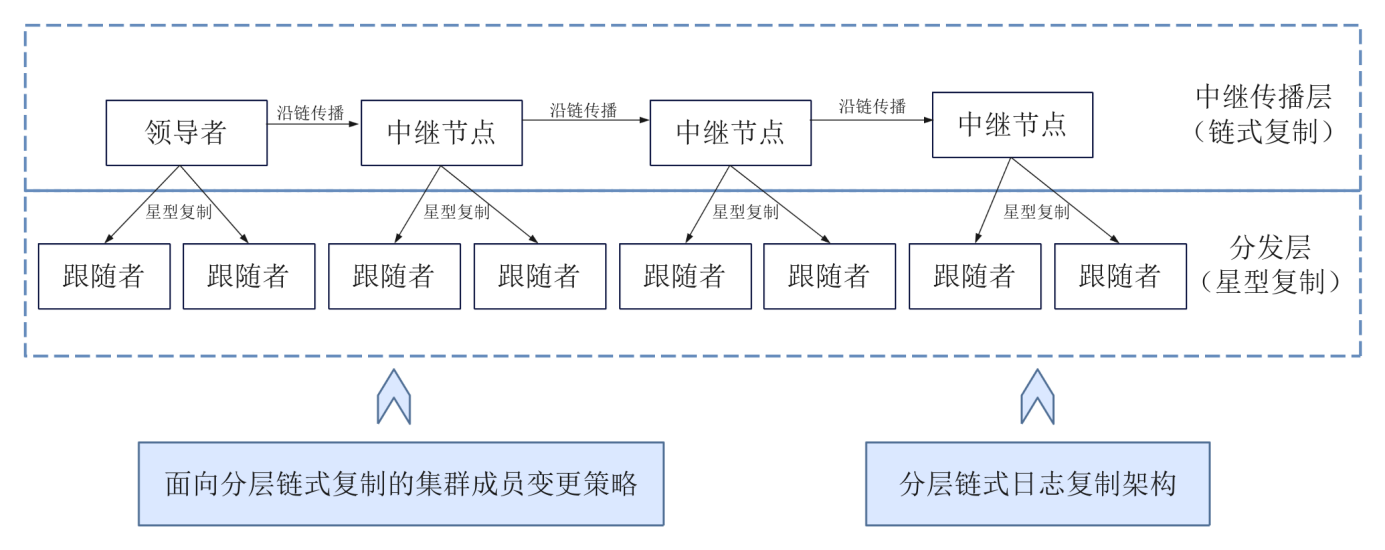 领导者
沿链传播
中继节点
沿链传播
中继节点
沿链传播
中继节点
中继传播层
（链式复制）
星型复制
星型复制
星型复制
星型复制
跟随者
跟随者
跟随者
跟随者
跟随者
跟随者
跟随者
跟随者
分发层
（星型复制）
面向分层链式复制的集群成员变更策略
分层链式日志复制架构